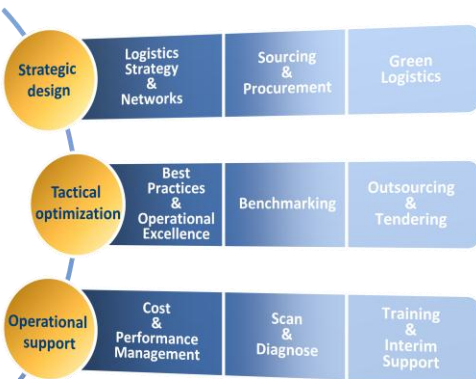 Strategic
design
Logistics
Strategy
&
Networks
Sourcing
&
Procurement
Green
Logistics
Tactical
optimization
Best
Practices
&
Operational
Excellence
Benchmarking
Outsourcing
&
Tendering
Operational
support
Cost
&
Performance
Management
Scan
&
Diagnose
Training
&
Interim
Support